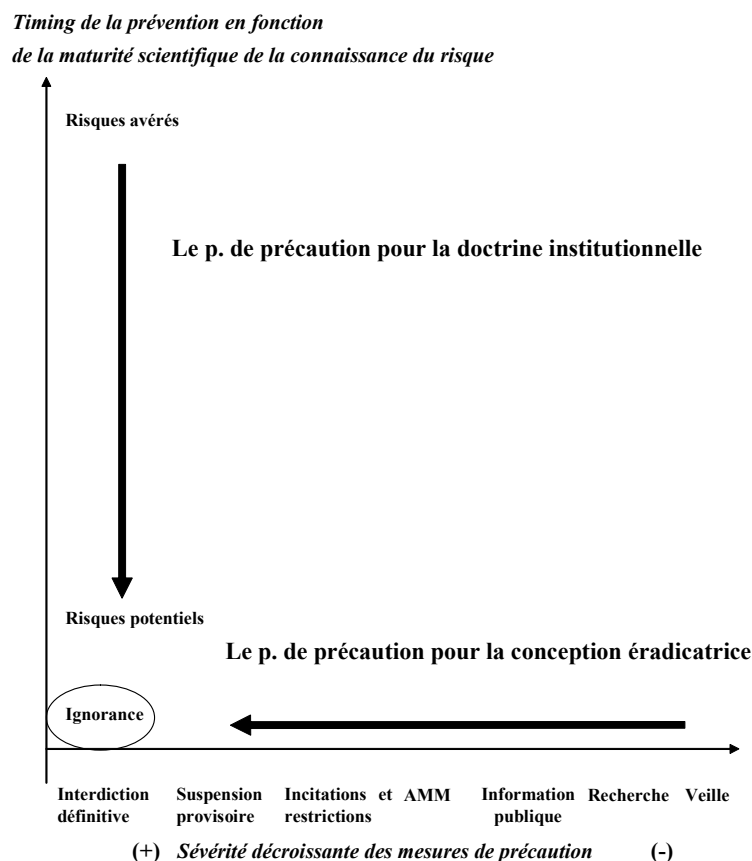 Timing de la prévention en fonction
de la maturité scientifique de la connaissance du risque
Risques avérés
Le p. de précaution pour la doctrine institutionnelle
Risques potentiels
Le p. de précaution pour la conception éradicatrice
Ignorance
Interdiction Suspension Incitations et AMM Information Recherche Veille
définitive provisoire restrictions publique
(+) Sévérité décroissante des mesures de précaution (-)